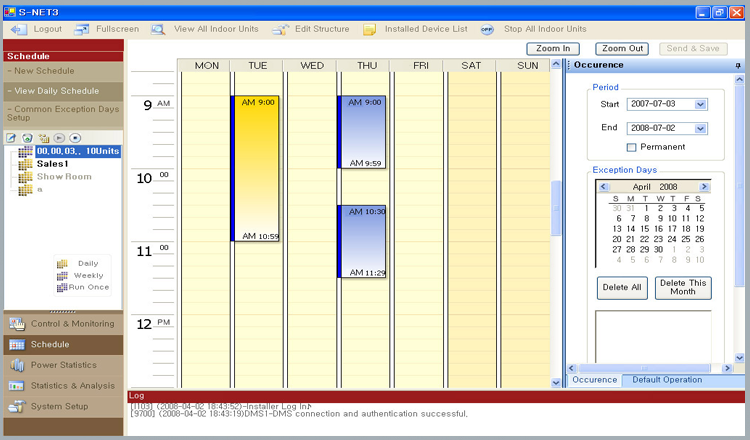 S-NET3
Logout
Fullscreen
View All Indoor Units
Edit Structure
Installed Device List
OFF
Stop All Indoor Units
Schedule
- New Schedule
- View Daily Schedule
- Common Exception Days
Setup
00,00,03,, 10Units
Sales1
Show Room
a
Daily
Weekly
Run Once
Control & Monitoring
Schedule
Power Statistics
Statistics & Analysis
System Setup
Zoom In
Zoom Out
Send & Save
MON TUE WED THU FRI SAT SUN
9 AM
10 00
11 00
12 PM
AM 9:00
AM 10:59
AM 9:00
AM 9:59
AM 10:30
AM 11:29
Occurence
Period
Start 2007-07-03
End 2008-07-02
Permanent
Exception Days
April 2008
S M T W T F S
30 31 1 2 3 4 5
6 7 8 9 10 11 12
13 14 15 16 17 18 19
20 21 22 23 24 25 26
27 28 29 30 1 2 3
4 5 6 7 8 9 10
Delete All
Delete This
Month
Occurence
Default Operation
Log
[1103] (2008-04-02 18:43:52)-Installer Log In♪
[9700] (2008-04-02 18:43:19)DMS1-DMS connection and authentication successful,